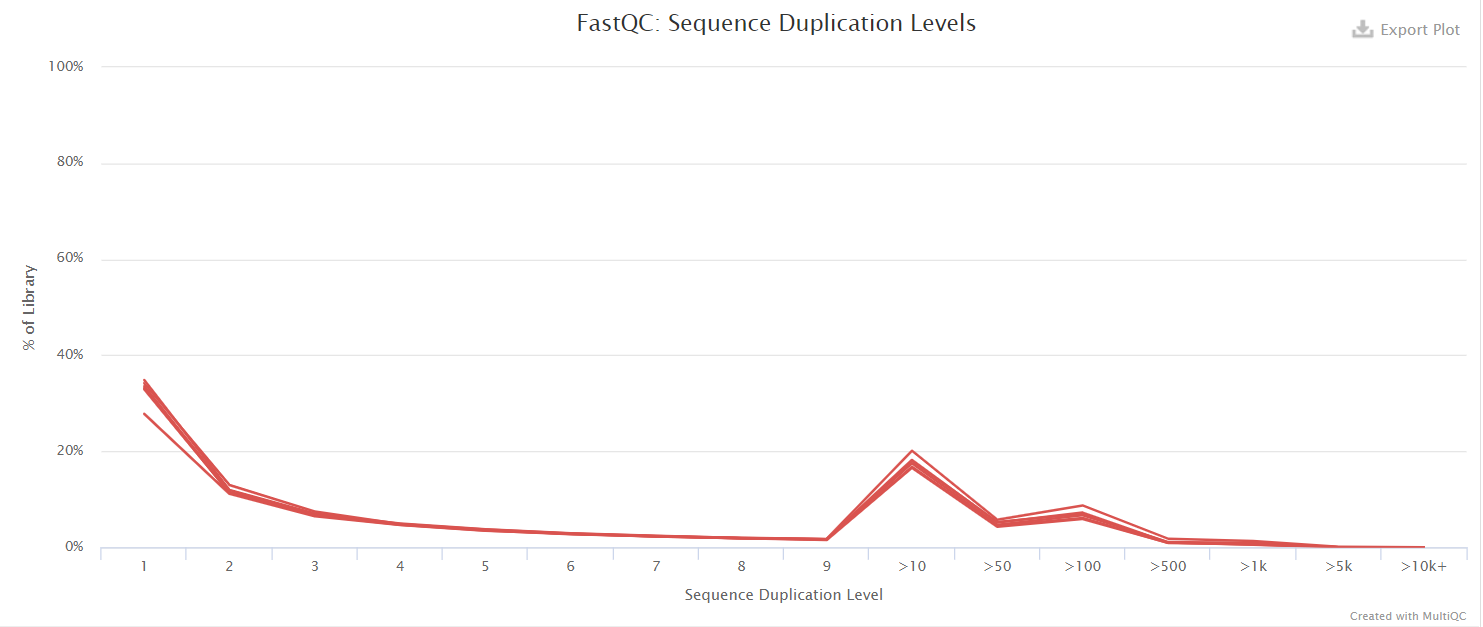 FastQC: Sequence Duplication Levels
Export Plot
% of Library
100%
80%
60%
40%
20%
0%
1 2 3 4 5 6 7 8 9 >10 >50 >100 >500 >1k >5k >10k+
Sequence Duplication Level
Created with MultiQC